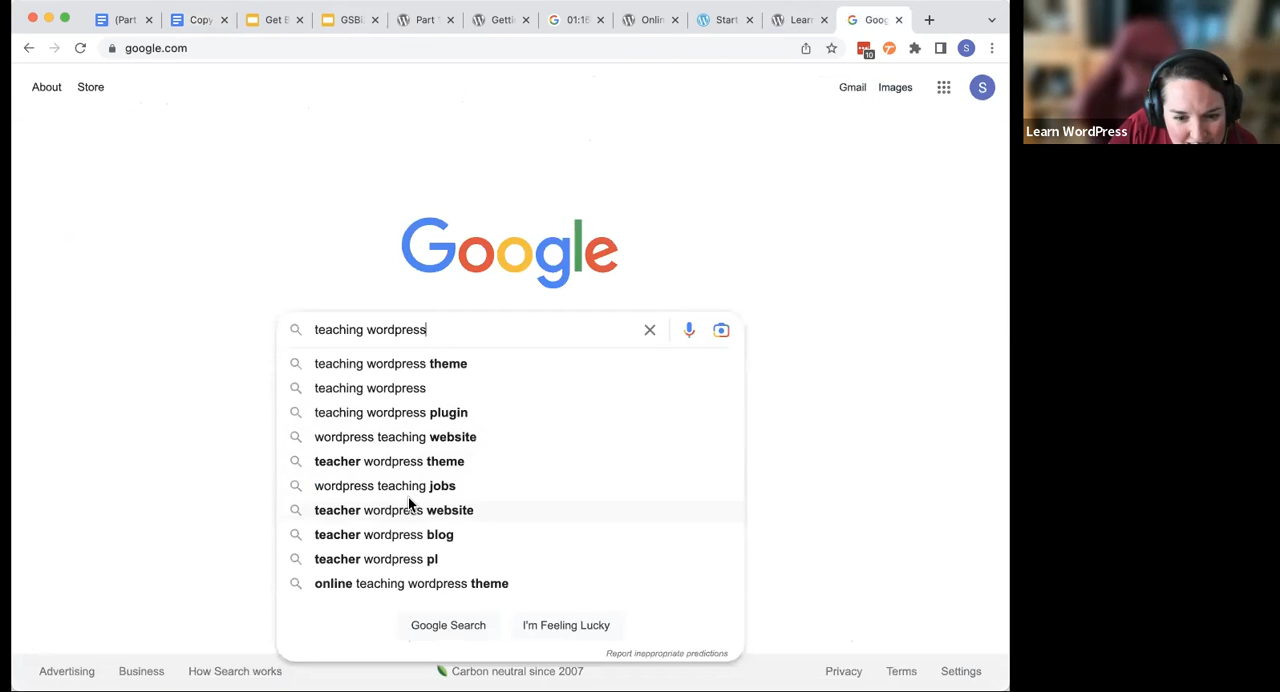 (Part
Copy
Get E
GSBi
Part
Getti
01:16
Onlin
Start
Learn
Goog
google.com
10
S
About
Store
Gmail
Images
S
Learn WordPress
Google
teaching wordpress
teaching wordpress theme
teaching wordpress
teaching wordpress plugin
wordpress teaching website
teacher wordpress theme
wordpress teaching jobs
teacher wordpress website
teacher wordpress blog
teacher wordpress pl
online teaching wordpress theme
Google Search
I'm Feeling Lucky
Report inappropriate predictions
Advertising
Business
How Search works
Carbon neutral since 2007
Privacy
Terms
Settings